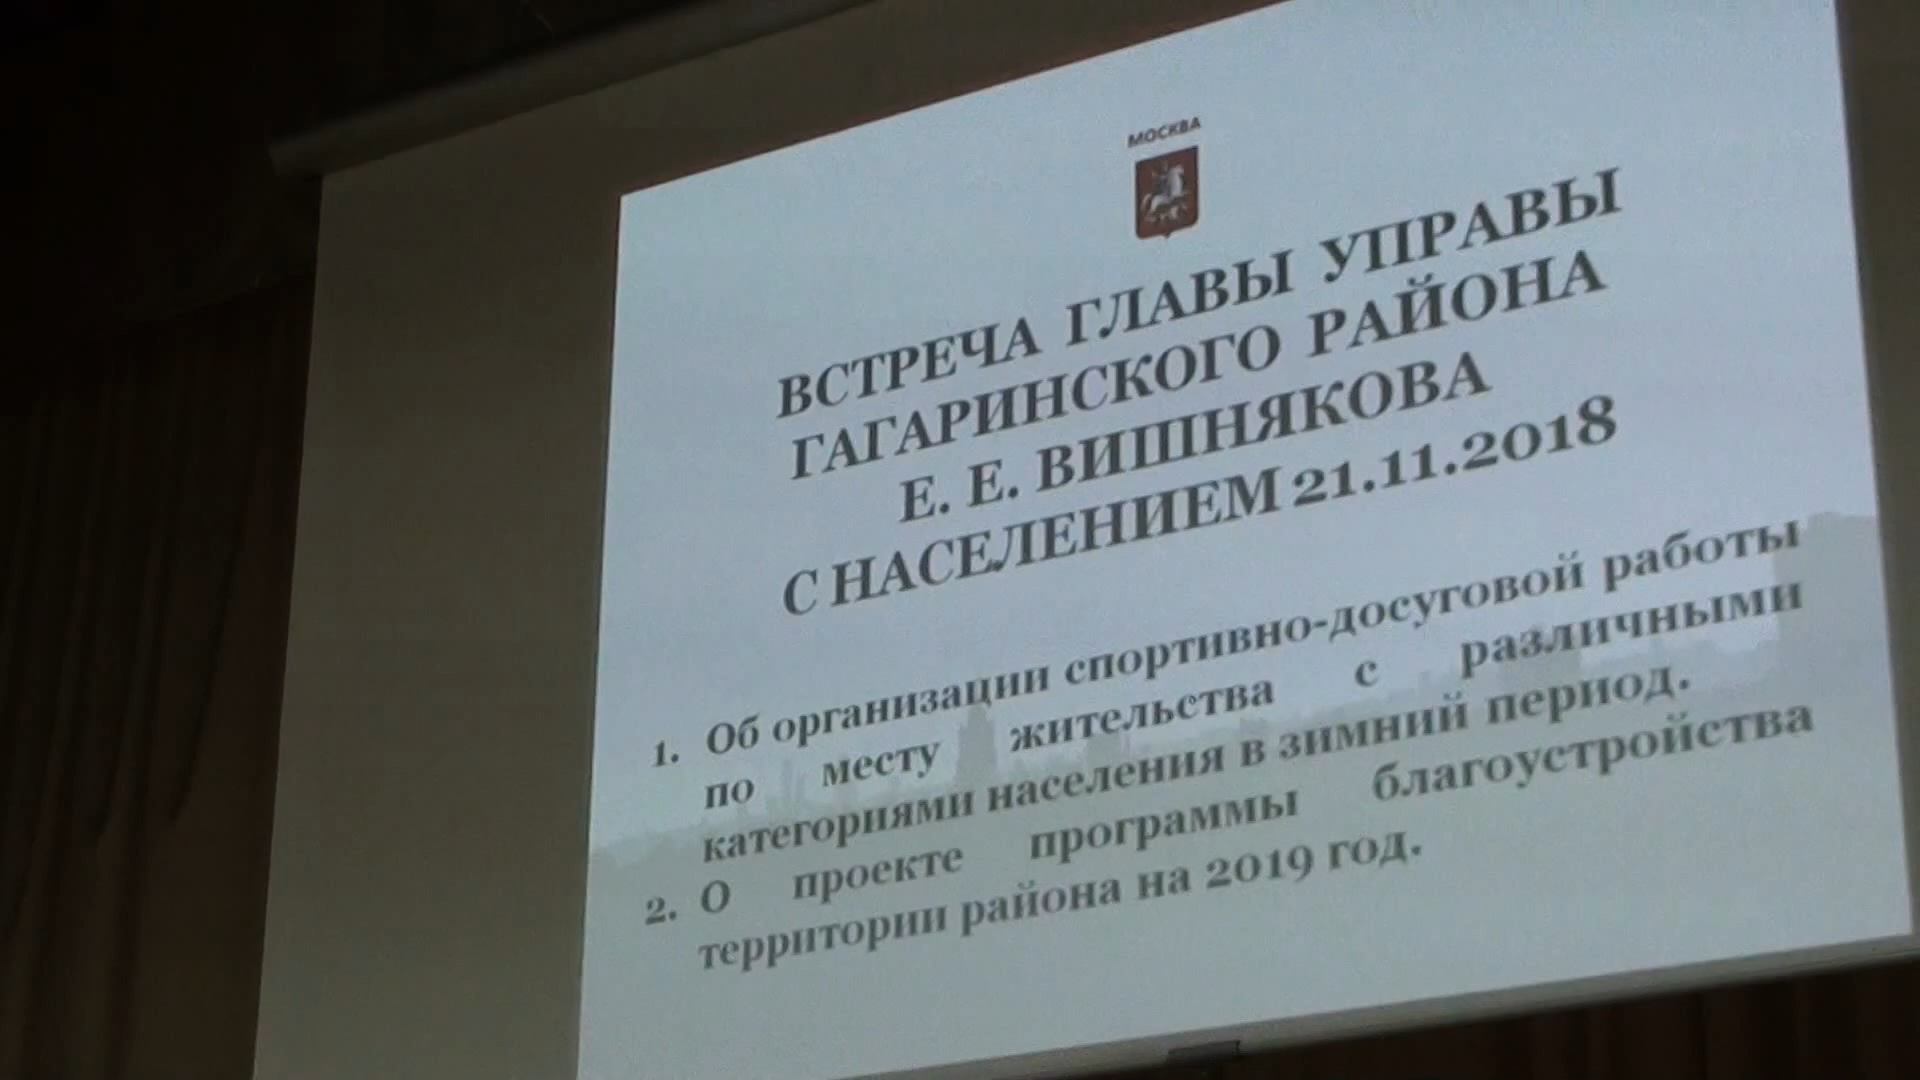 МОСКВА
ВСТРЕЧА ГЛАВЫ УПРАВЫ
ГАГАРИНСКОГО РАЙОНА
Е. Е. ВИШНЯКОВА
С НАСЕЛЕНИЕМ 21.11.2018
1. Об организации спортивно-досуговой работы
по месту жительства с различными
категориями населения в зимний период.
2. О проекте программы благоустройства
территории района на 2019 год.